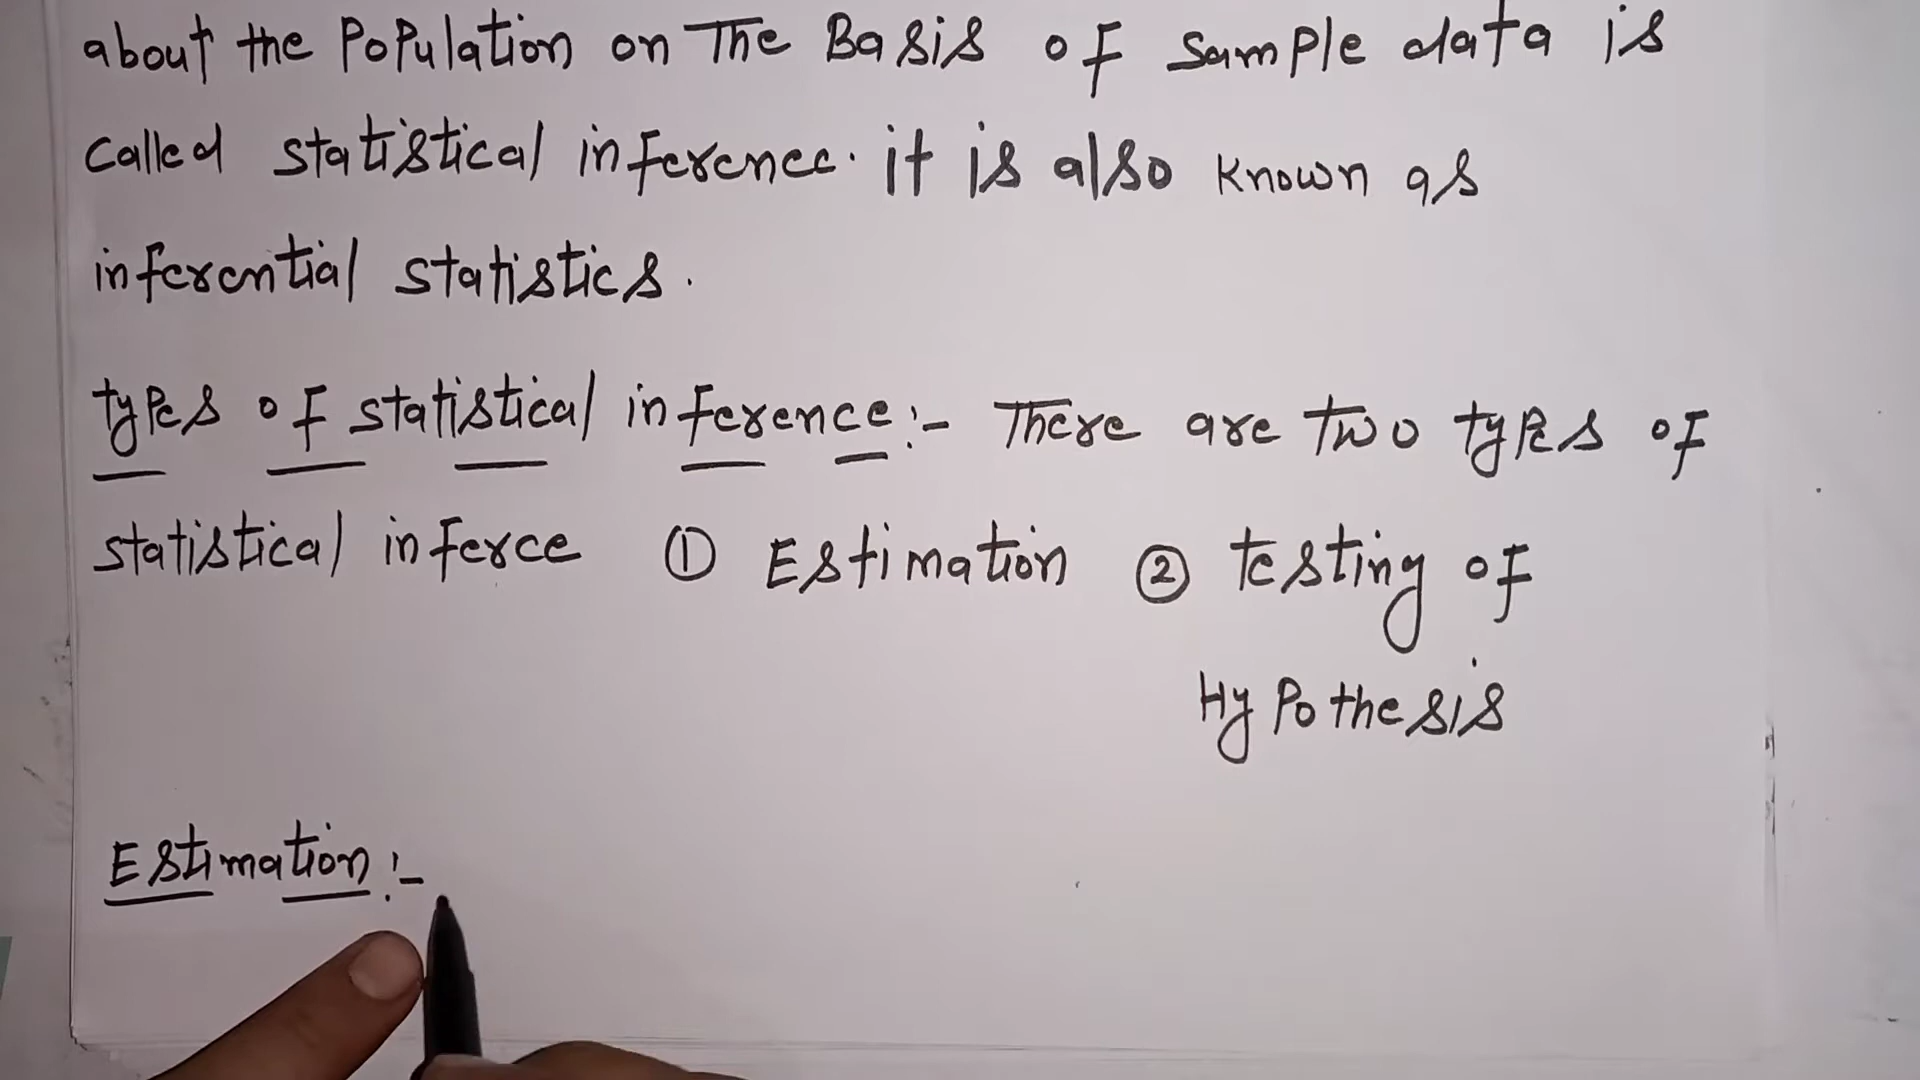 about the Population on The Basis of Sample data is
called statistical inference. it is also known as
inferential statistics.
types of statistical inference:- There are two types of
statistical inferce ① Estimation ② testing of
Hypothesis
Estimation:-